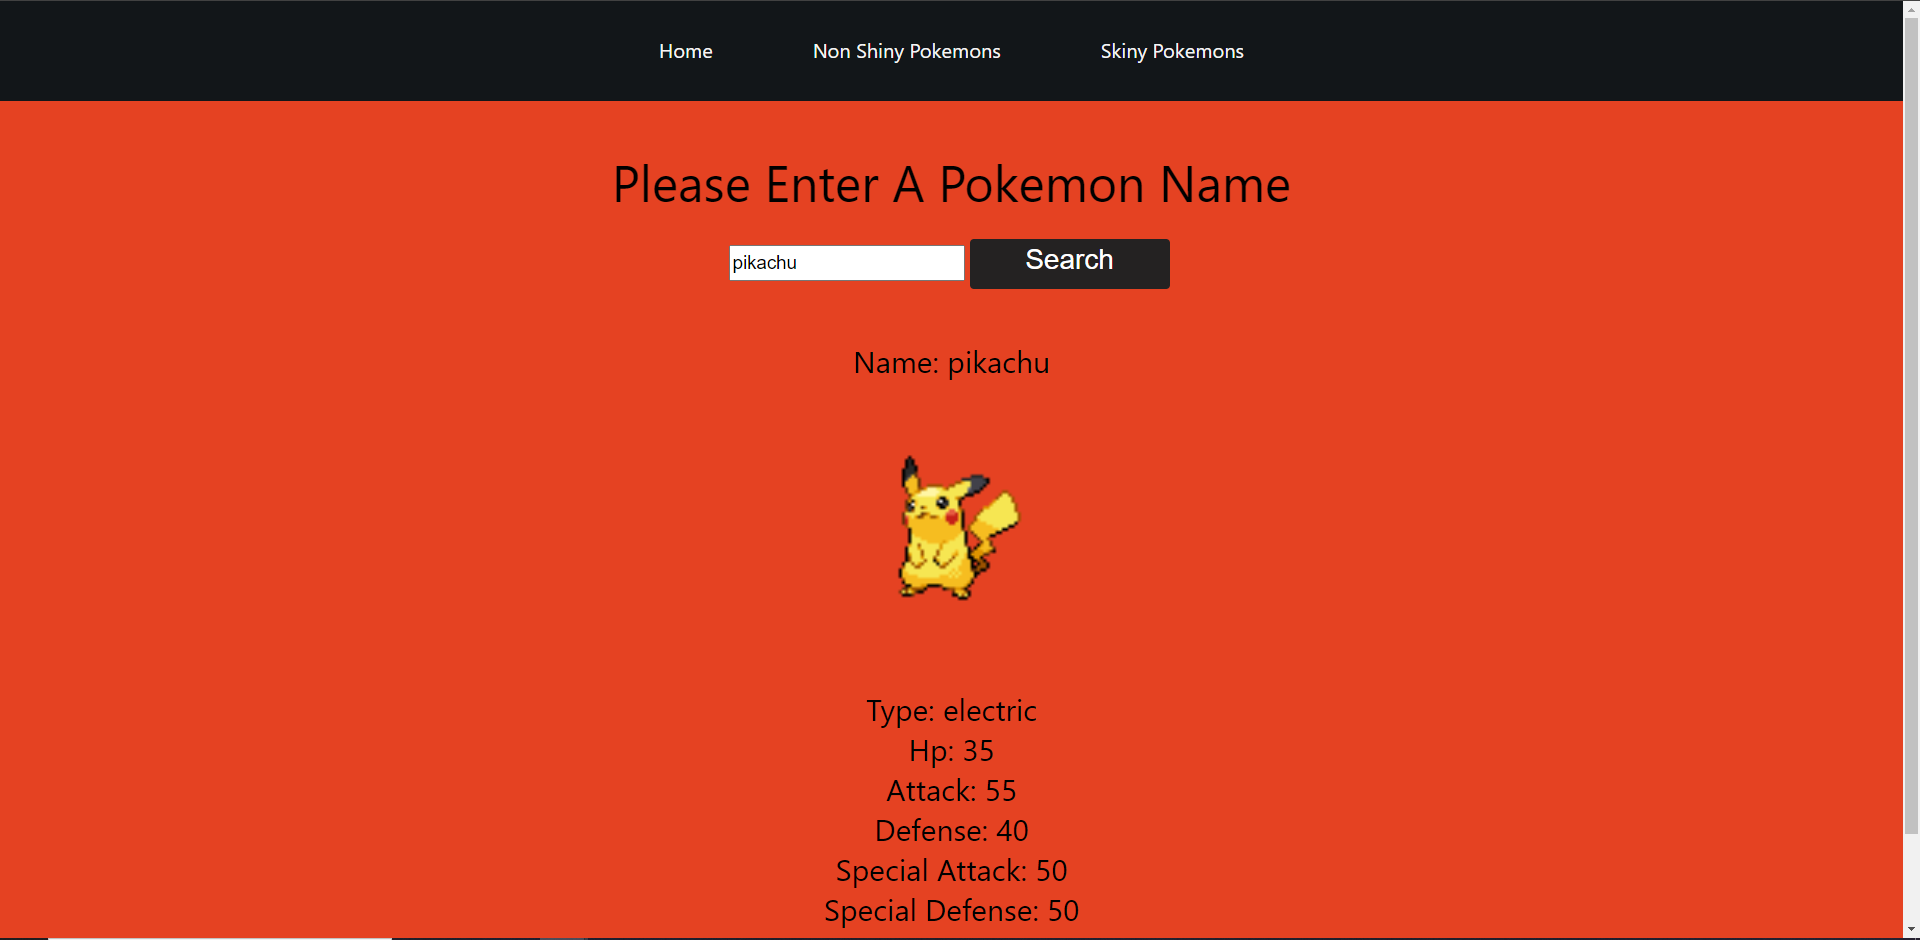 Home Non Shiny Pokemons Skiny Pokemons
Please Enter A Pokemon Name
pikachu Search
Name: pikachu
Type: electric
Hp: 35
Attack: 55
Defense: 40
Special Attack: 50
Special Defense: 50